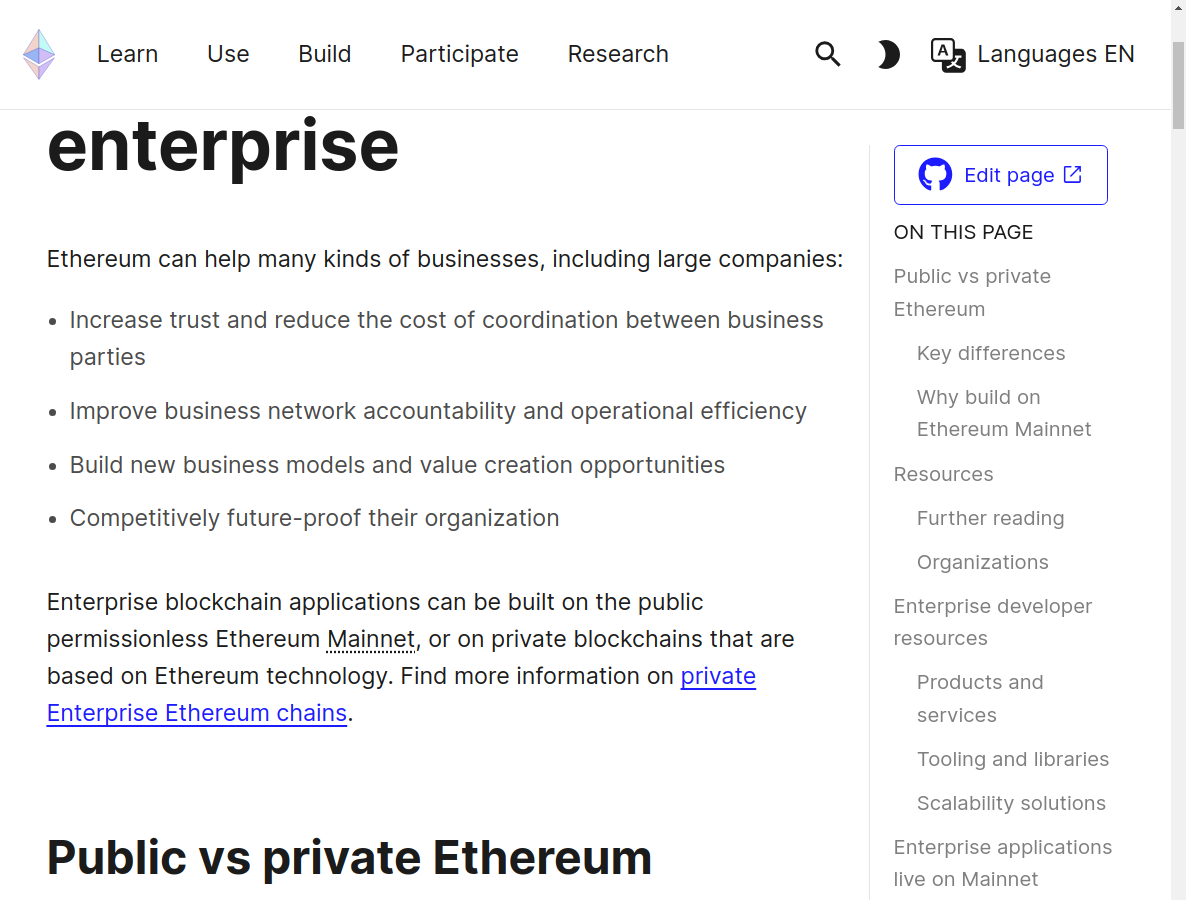 Learn Use Build Participate Research Languages EN
enterprise
Ethereum can help many kinds of businesses, including large companies:
Increase trust and reduce the cost of coordination between business
parties
Improve business network accountability and operational efficiency
Build new business models and value creation opportunities
Competitively future-proof their organization
Enterprise blockchain applications can be built on the public
permissionless Ethereum Mainnet, or on private blockchains that are
based on Ethereum technology. Find more information on private
Enterprise Ethereum chains.
Public vs private Ethereum
Edit page
ON THIS PAGE
Public vs private
Ethereum
Key differences
Why build on
Ethereum Mainnet
Resources
Further reading
Organizations
Enterprise developer
resources
Products and
services
Tooling and libraries
Scalability solutions
Enterprise applications
live on Mainnet